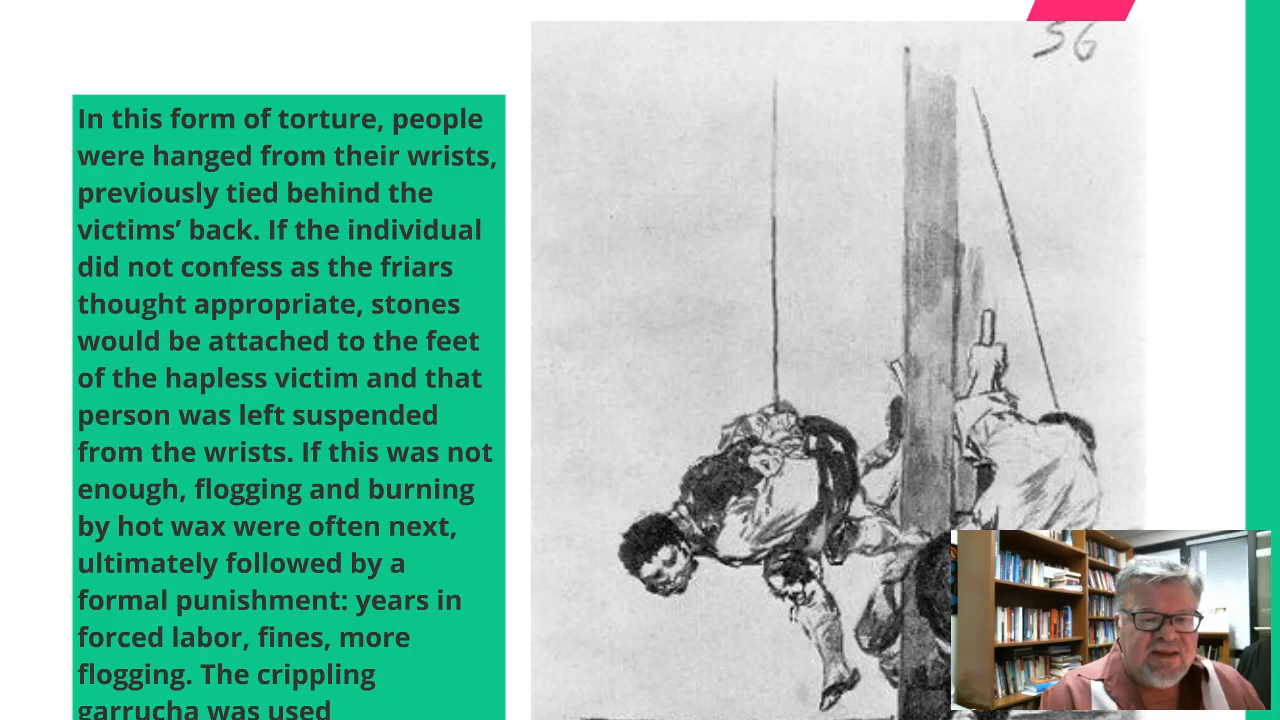 In this form of torture, people
were hanged from their wrists,
previously tied behind the
victims’ back. If the individual
did not confess as the friars
thought appropriate, stones
would be attached to the feet
of the hapless victim and that
person was left suspended
from the wrists. If this was not
enough, flogging and burning
by hot wax were often next,
ultimately followed by a
formal punishment: years in
forced labor, fines, more
flogging. The crippling
garrucha was used
56